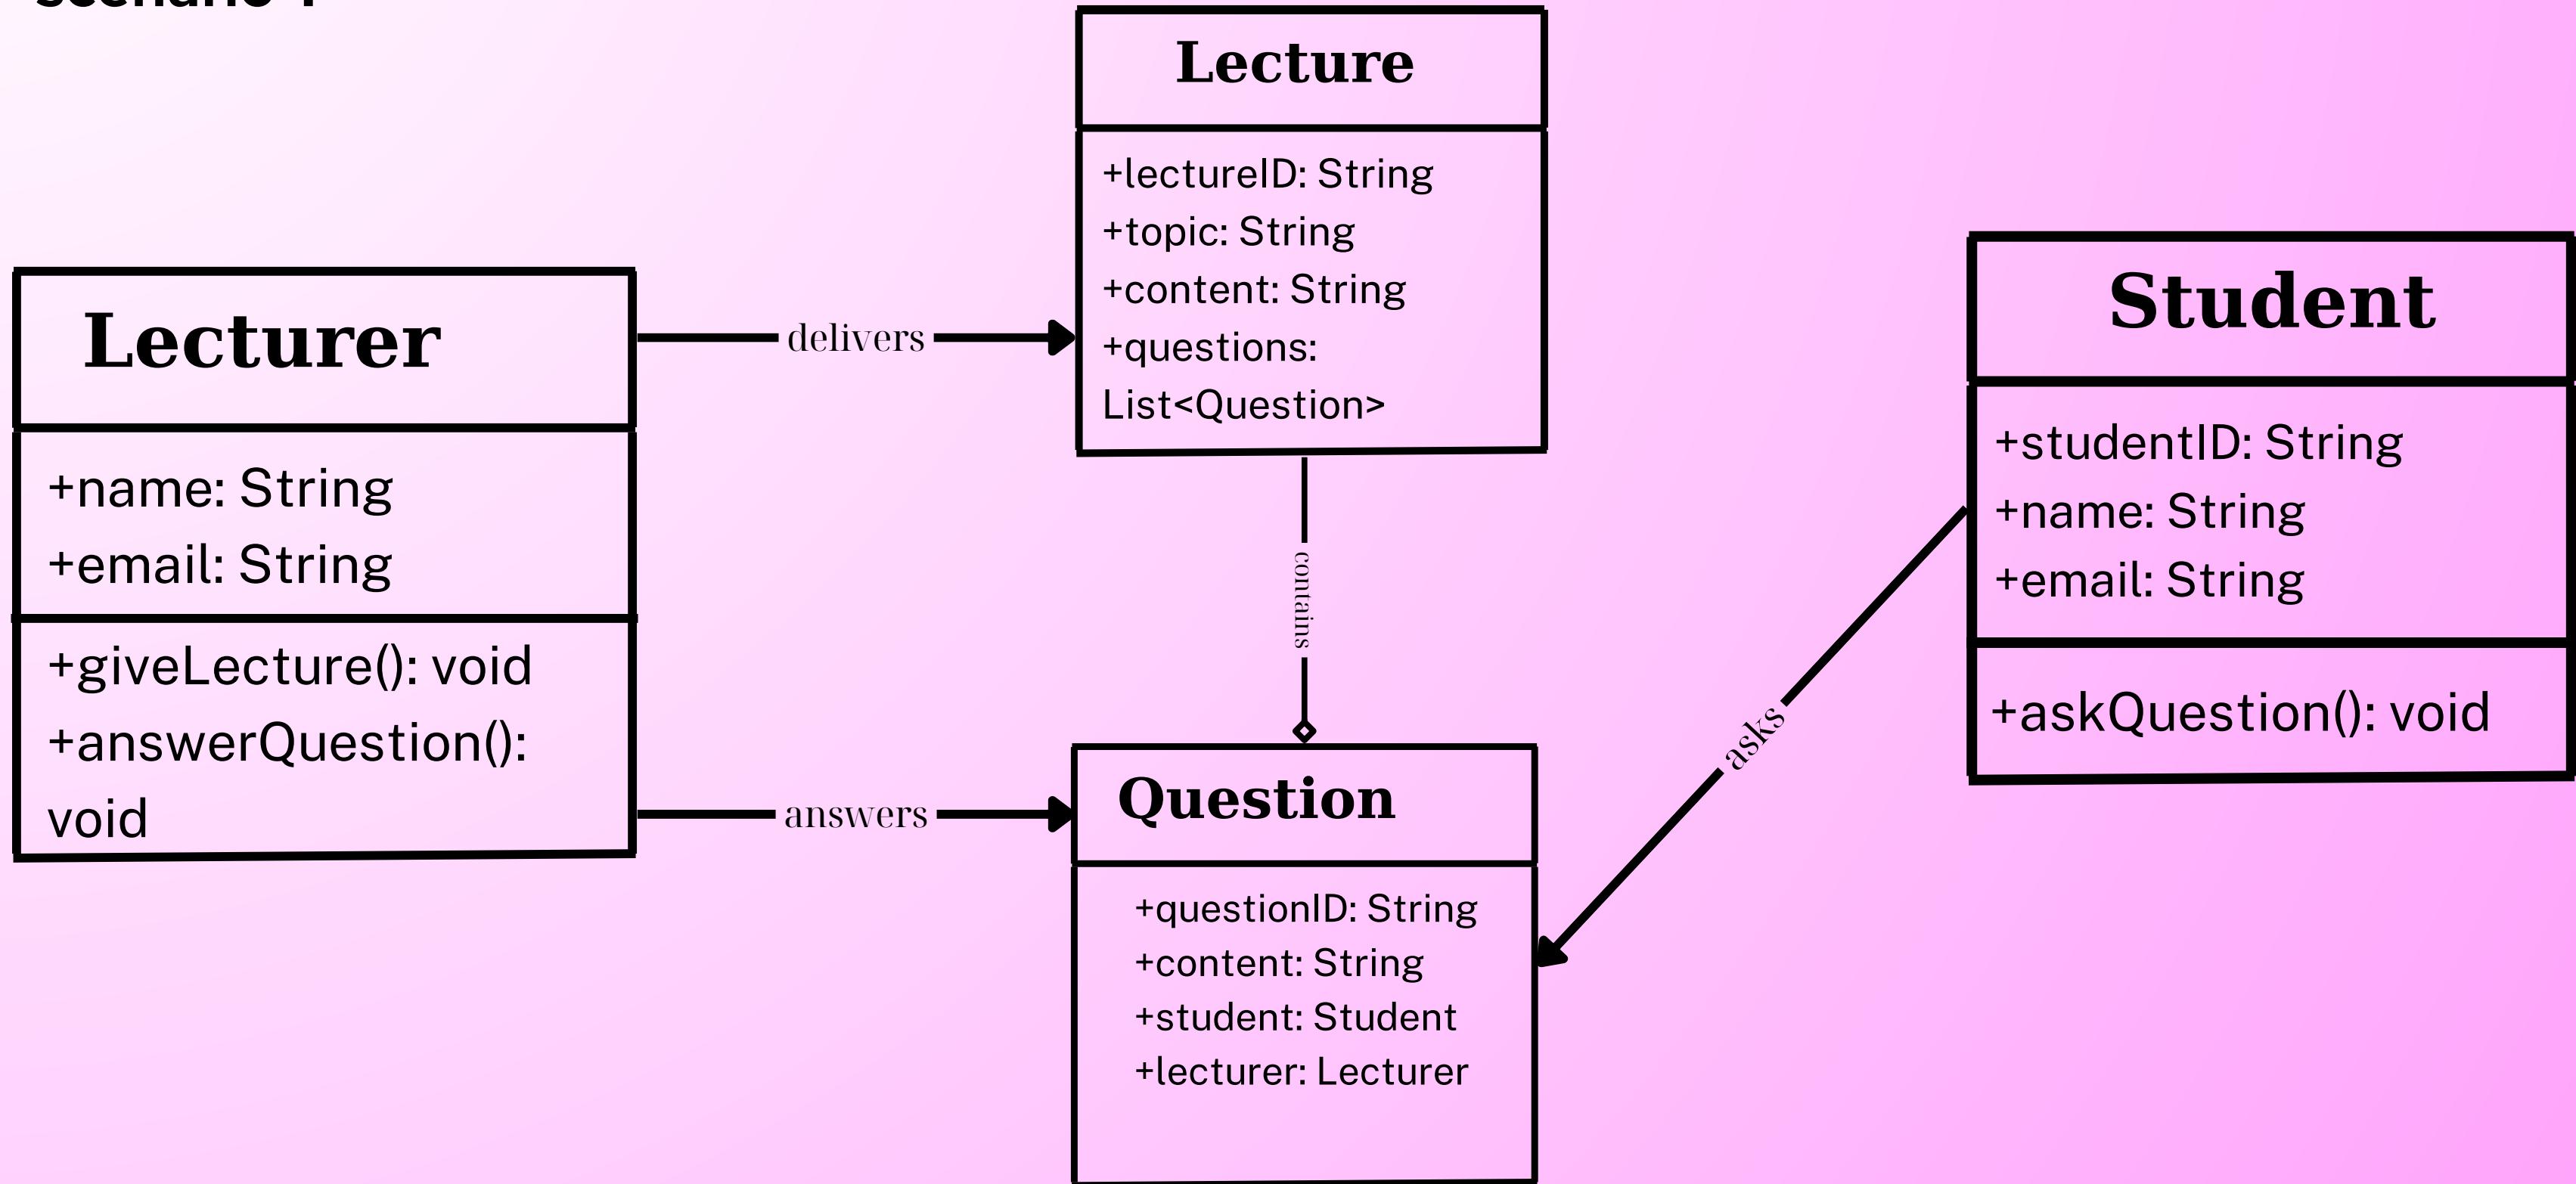 scenario 1
Lecture
+lectureID: String
+topic: String
+content: String
+questions:
List<Question>
Lecturer
+name: String
+email: String
+giveLecture(): void
+answerQuestion():
void
delivers
answers
contains
Question
+questionID: String
+content: String
+student: Student
+lecturer: Lecturer
asks
Student
+studentID: String
+name: String
+email: String
+askQuestion(): void